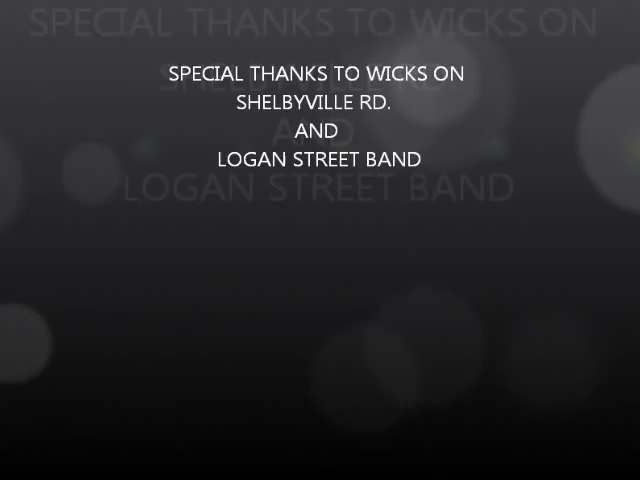 SPECIAL THANKS TO WICKS ON
SHELBYVILLE RD.
AND
LOGAN STREET BAND